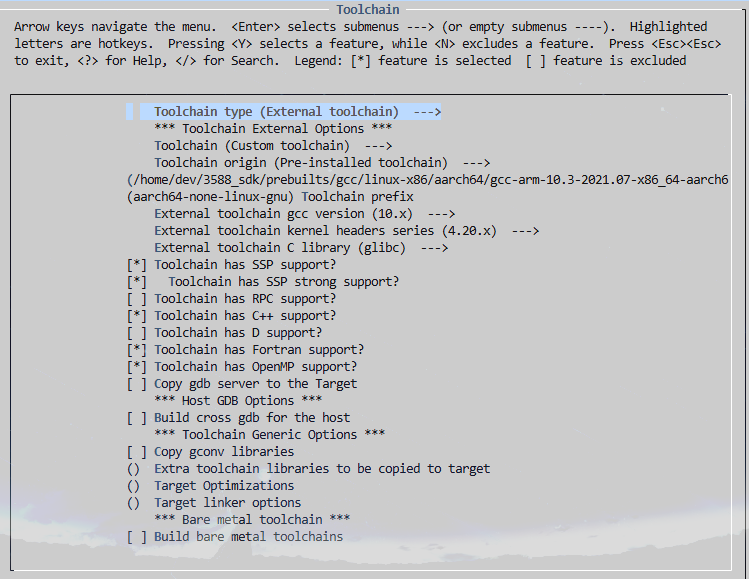 Toolchain
Arrow keys navigate the menu.  <Enter> selects submenus ---> (or empty submenus ----).  Highlighted
letters are hotkeys.  Pressing <Y> selects a feature, while <N> excludes a feature.  Press <Esc><Esc>
to exit, <?> for Help, </> for Search.  Legend: [*] feature is selected  [ ] feature is excluded
Toolchain type (External toolchain)  --->
*** Toolchain External Options ***
Toolchain (Custom toolchain)  --->
Toolchain origin (Pre-installed toolchain)  --->
(/home/dev/3588_sdk/prebuilts/gcc/linux-x86/aarch64/gcc-arm-10.3-2021.07-x86_64-aarch6
(aarch64-none-linux-gnu) Toolchain prefix
External toolchain gcc version (10.x)  --->
External toolchain kernel headers series (4.20.x)  --->
External toolchain C library (glibc)  --->
[*] Toolchain has SSP support?
[*]   Toolchain has SSP strong support?
[ ] Toolchain has RPC support?
[*] Toolchain has C++ support?
[ ] Toolchain has D support?
[*] Toolchain has Fortran support?
[*] Toolchain has OpenMP support?
[ ] Copy gdb server to the Target
*** Host GDB Options ***
[ ] Build cross gdb for the host
*** Toolchain Generic Options ***
[ ] Copy gconv libraries
()  Extra toolchain libraries to be copied to target
()  Target Optimizations
()  Target linker options
*** Bare metal toolchain ***
[ ] Build bare metal toolchains